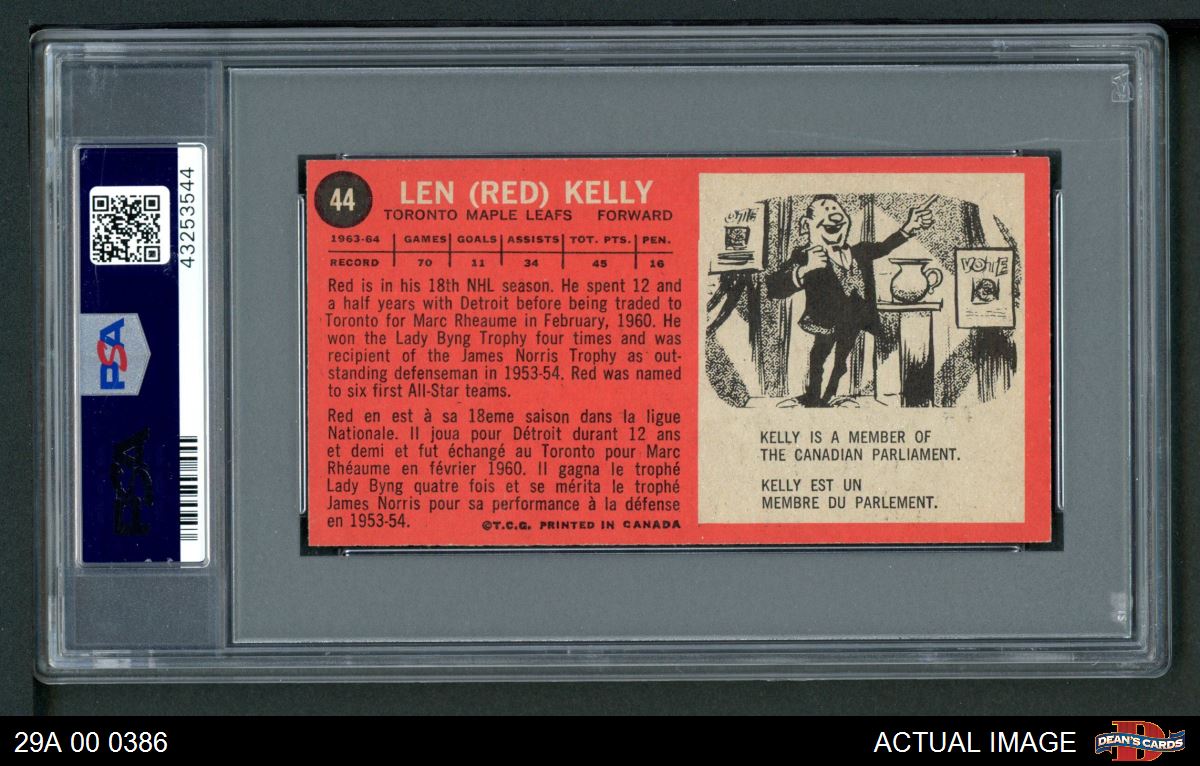 43253544
PSA
PSA
44
LEN (RED) KELLY
TORONTO MAPLE LEAFS FORWARD
1963-64 GAMES GOALS ASSISTS TOT. PTS. PEN.
RECORD 70 11 34 45 16
Red is in his 18th NHL season. He spent 12 and
a half years with Detroit before being traded to
Toronto for Marc Rheaume in February, 1960. He
won the Lady Byng Trophy four times and was
recipient of the James Norris Trophy as out-
standing defenseman in 1953-54. Red was named
to six first All-Star teams.
Red en est à sa 18eme saison dans la ligue
Nationale. Il joua pour Détroit durant 12 ans
et demi et fut échangé au Toronto pour Marc
Rhéaume en février 1960. Il gagna le trophé
Lady Byng quatre fois et se mérita le trophé
James Norris pour sa performance à la défense
en 1953-54.
©T.C.G. PRINTED IN CANADA
VOTE
KELLY IS A MEMBER OF
THE CANADIAN PARLIAMENT.
KELLY EST UN
MEMBRE DU PARLEMENT.
29A 00 0386
ACTUAL IMAGE
DEAN'S CARDS